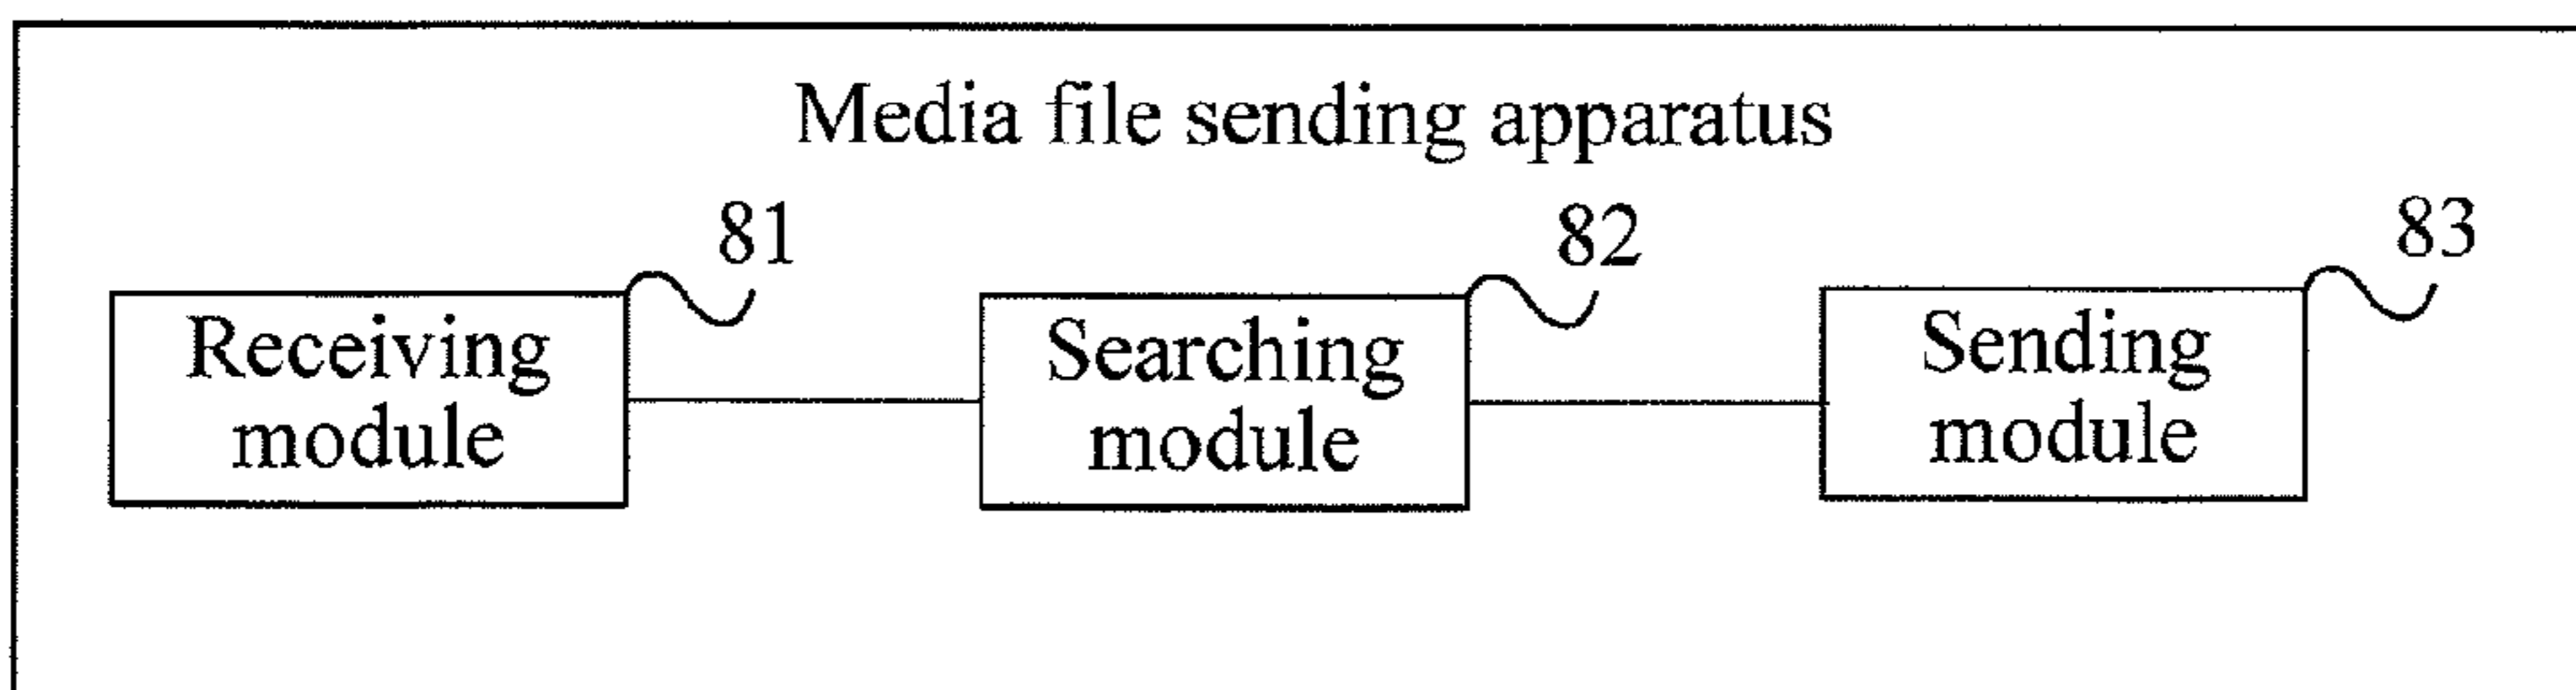 Media file sending apparatus
81
82
83
Receiving
module
Searching
module
Sending
module